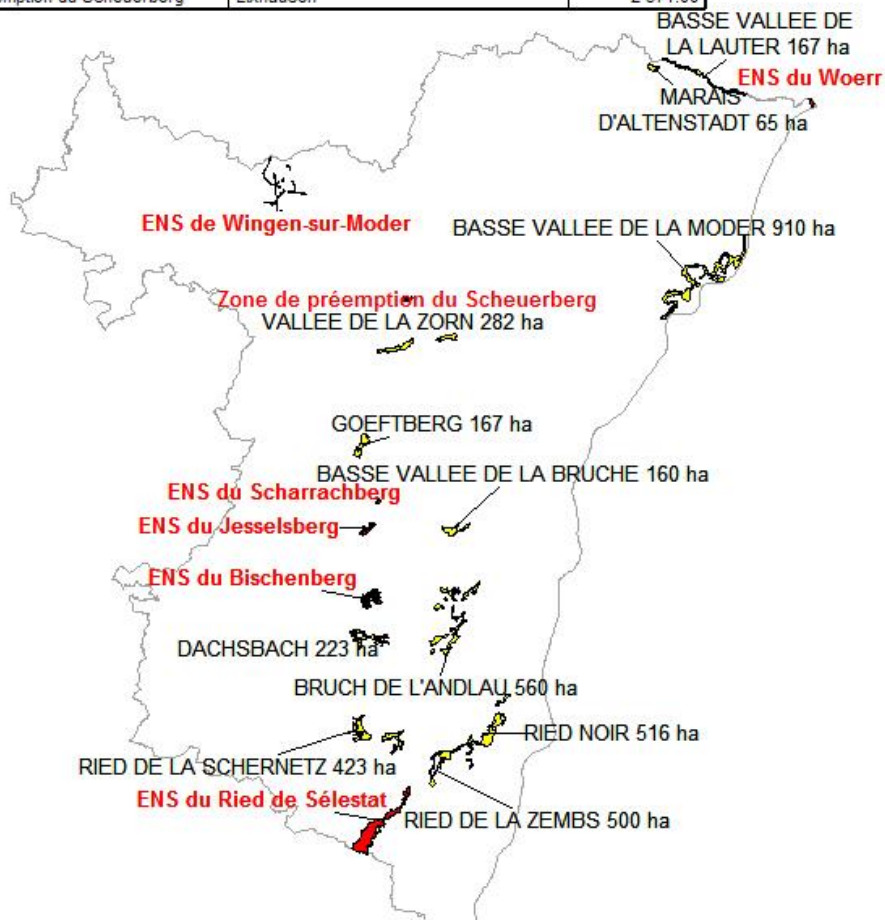 BASSE VALLEE DE
LA LAUTER 167 ha
ENS du Woerr
MARAIS
D'ALTENSTADT 65 ha
ENS de Wingen-sur-Moder
BASSE VALLEE DE LA MODER 910 ha
Zone de préemption du Scheuerberg
VALLEE DE LA ZORN 282 ha
GOEFTBERG 167 ha
BASSE VALLEE DE LA BRUCHE 160 ha
ENS du Scharrachberg
ENS du Jesselsberg
ENS du Bischenberg
DACHSBACH 223 ha
BRUCH DE L'ANDLAU 560 ha
RIED NOIR 516 ha
RIED DE LA SCHERNETZ 423 ha
ENS du Ried de Sélestat
RIED DE LA ZEMBS 500 ha